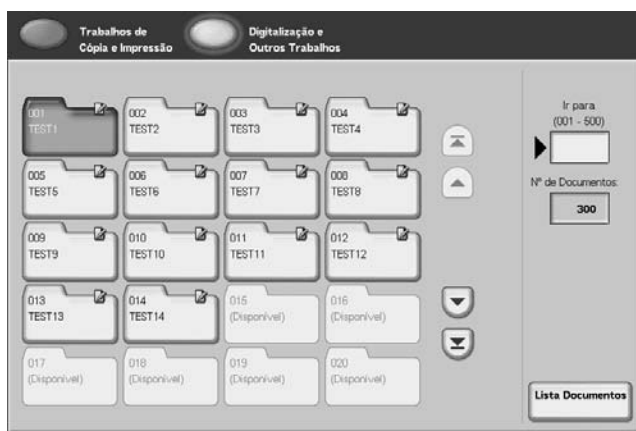 Trabalhos de
Cópia e Impressão
Digitalização e
Outros Trabalhos
001
TEST1
002
TEST2
003
TEST3
004
TEST4
005
TEST5
006
TEST6
007
TEST7
008
TEST8
009
TEST9
010
TEST10
011
TEST11
012
TEST12
013
TEST13
014
TEST14
015
(Disponível)
016
(Disponível)
017
(Disponível)
018
(Disponível)
019
(Disponível)
020
(Disponível)
Ir para
(001 - 500)
Nº de Documentos:
300
Lista Documentos